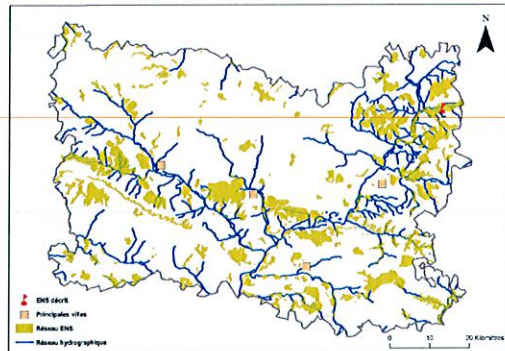 N
ENS décrit
Principales villes
Réseau ENS
Réseau hydrographique
0 10 20 Kilomètres